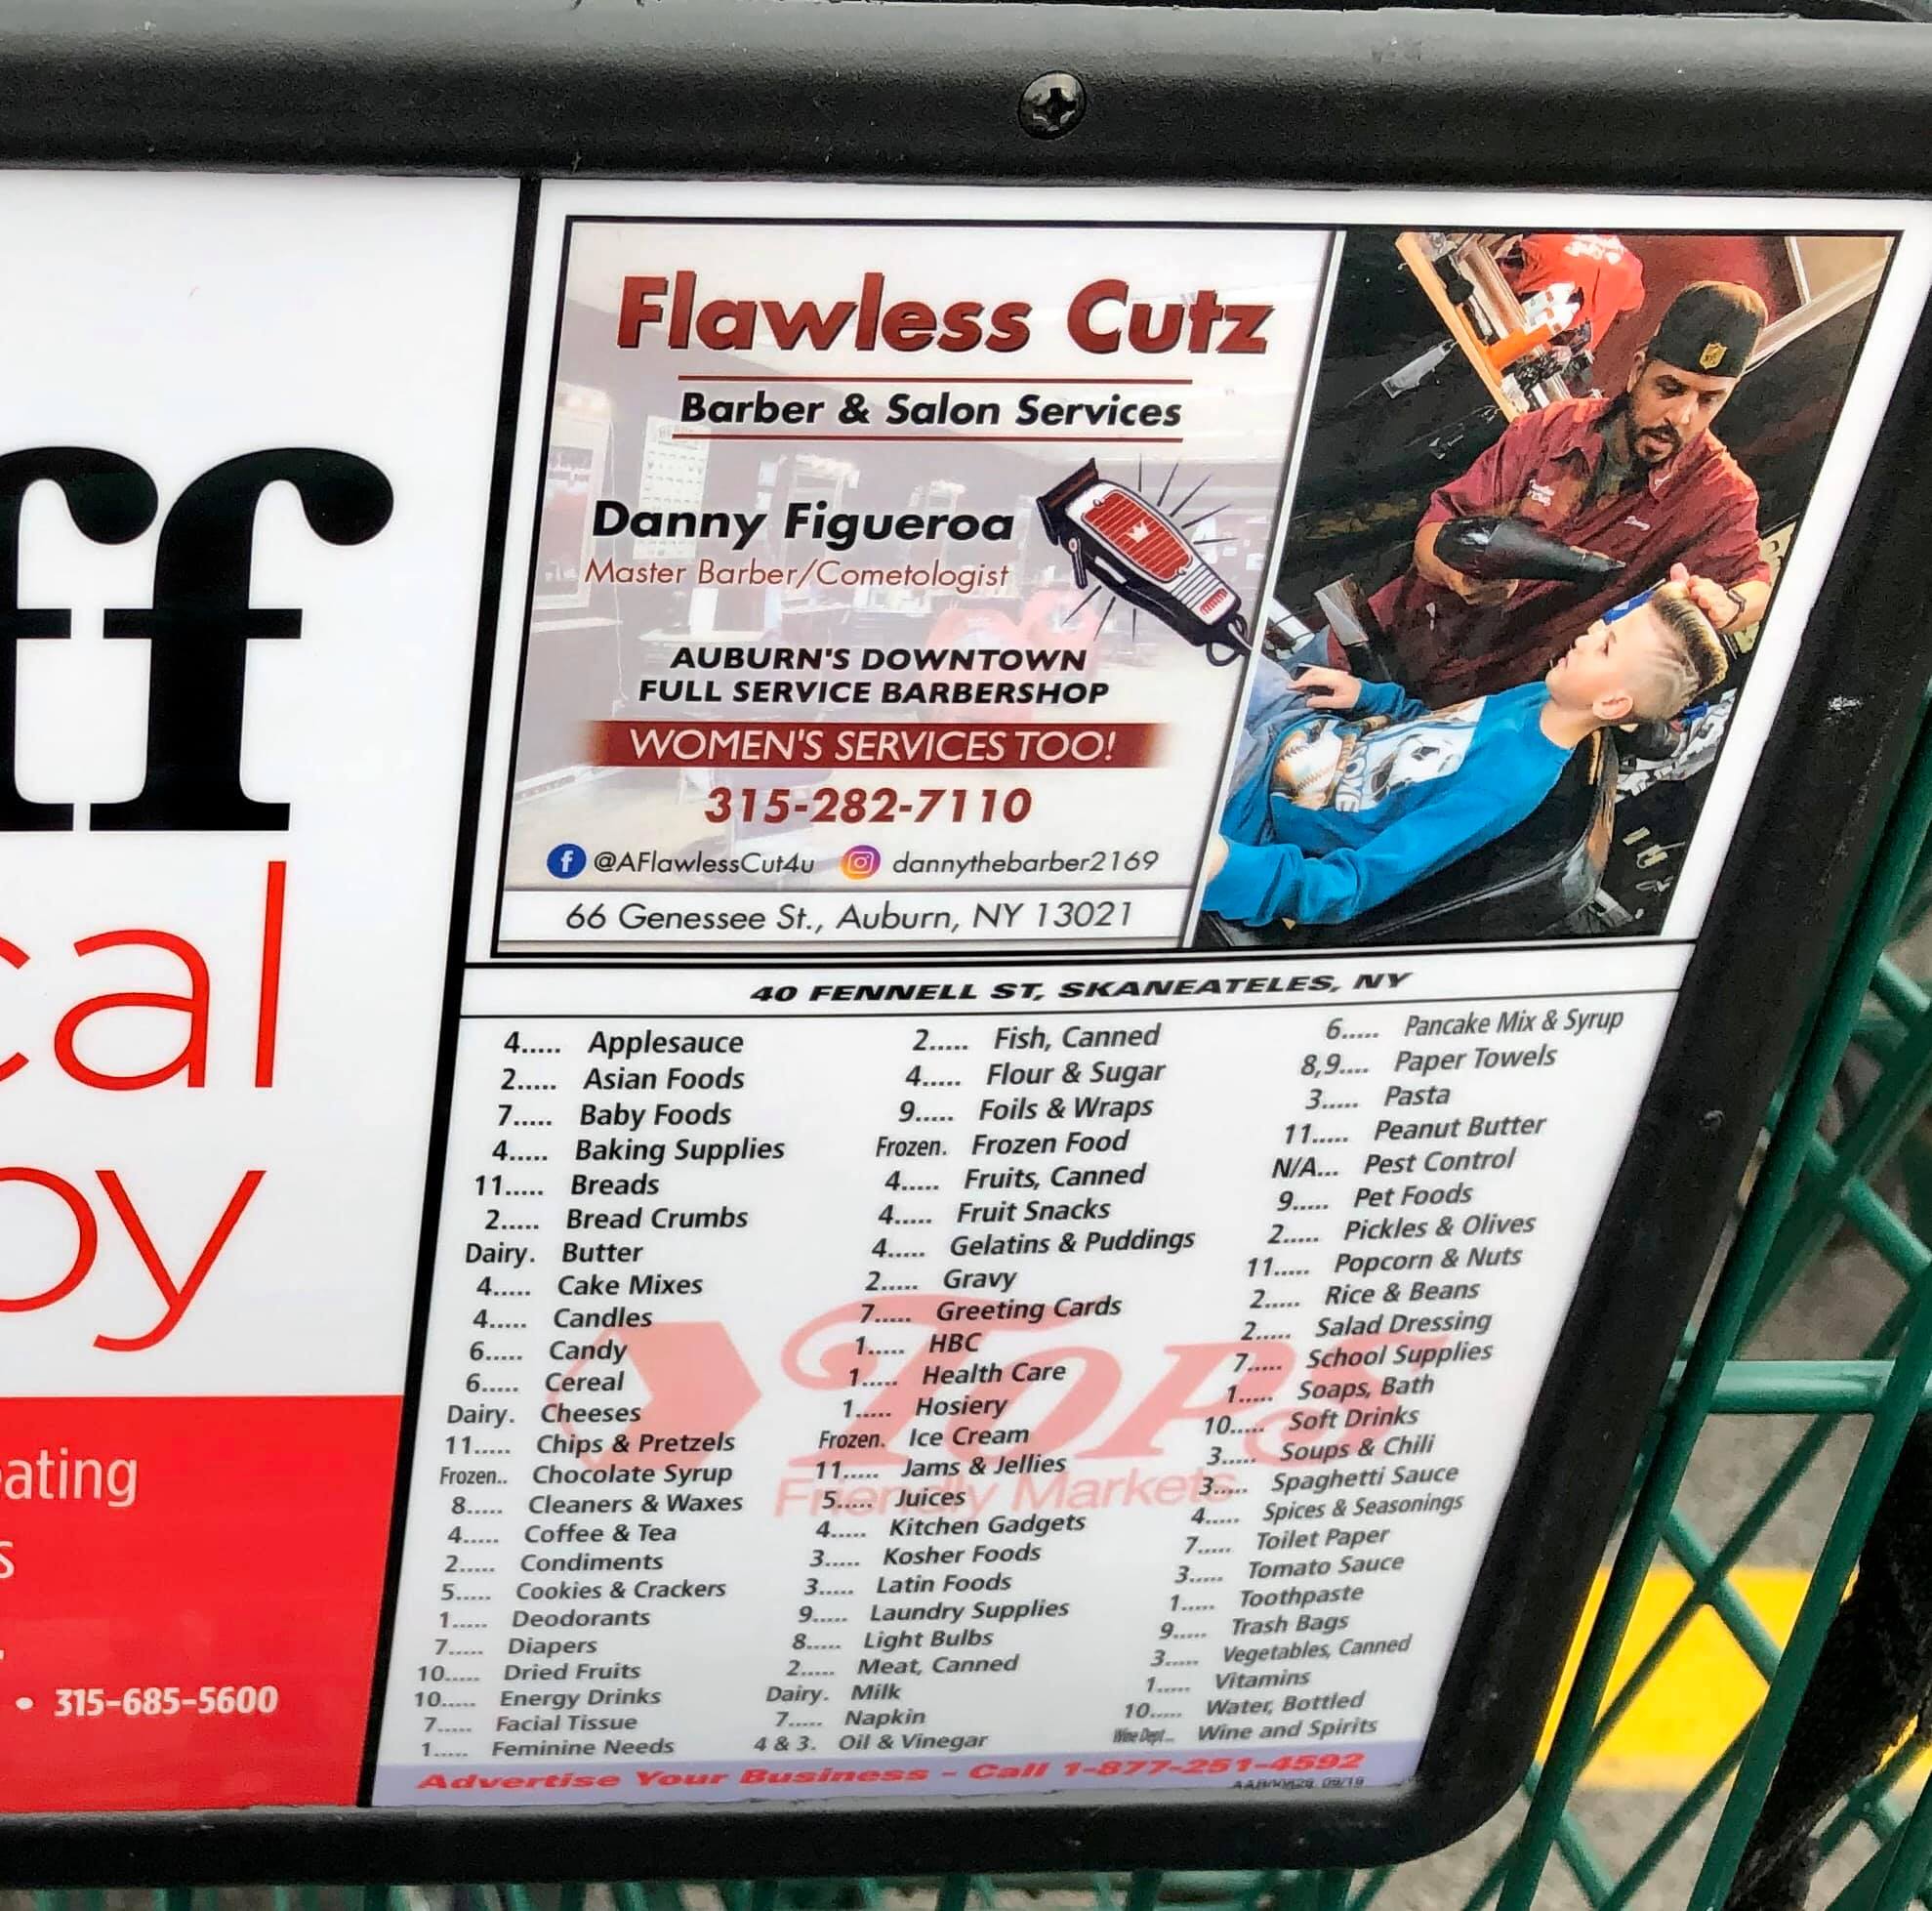 ff
cal
by
ating
s
• 315-685-5600
Flawless Cutz
Barber & Salon Services
Danny Figueroa
Master Barber/Cometologist
AUBURN'S DOWNTOWN
FULL SERVICE BARBERSHOP
WOMEN'S SERVICES TOO!
315-282-7110
@AFlawlessCut4u dannythebarber2169
66 Genessee St., Auburn, NY 13021
40 FENNELL ST, SKANEATELES, NY
4..... Applesauce
2..... Asian Foods
7..... Baby Foods
4..... Baking Supplies
11..... Breads
2..... Bread Crumbs
Dairy. Butter
4..... Cake Mixes
4..... Candles
6..... Candy
6..... Cereal
Dairy. Cheeses
11..... Chips & Pretzels
Frozen.. Chocolate Syrup
8..... Cleaners & Waxes
4..... Coffee & Tea
2..... Condiments
5..... Cookies & Crackers
1..... Deodorants
7..... Diapers
10..... Dried Fruits
10..... Energy Drinks
7..... Facial Tissue
1..... Feminine Needs
2..... Fish, Canned
4..... Flour & Sugar
9..... Foils & Wraps
Frozen. Frozen Food
4..... Fruits, Canned
4..... Fruit Snacks
4..... Gelatins & Puddings
2..... Gravy
7..... Greeting Cards
1..... HBC
1..... Health Care
1..... Hosiery
Frozen. Ice Cream
11..... Jams & Jellies
5..... Juices
4..... Kitchen Gadgets
3..... Kosher Foods
3..... Latin Foods
9..... Laundry Supplies
8..... Light Bulbs
2..... Meat, Canned
Dairy. Milk
7..... Napkin
4 & 3. Oil & Vinegar
6..... Pancake Mix & Syrup
8,9.... Paper Towels
3..... Pasta
11..... Peanut Butter
N/A... Pest Control
9..... Pet Foods
2..... Pickles & Olives
11..... Popcorn & Nuts
2..... Rice & Beans
2..... Salad Dressing
7..... School Supplies
1..... Soaps, Bath
10..... Soft Drinks
3..... Soups & Chili
3..... Spaghetti Sauce
4..... Spices & Seasonings
7..... Toilet Paper
3..... Tomato Sauce
1..... Toothpaste
9..... Trash Bags
3..... Vegetables, Canned
1..... Vitamins
10..... Water, Bottled
Wine Dept... Wine and Spirits
TOPS
Friendly Markets
Advertise Your Business - Call 1-877-251-4592
09/19